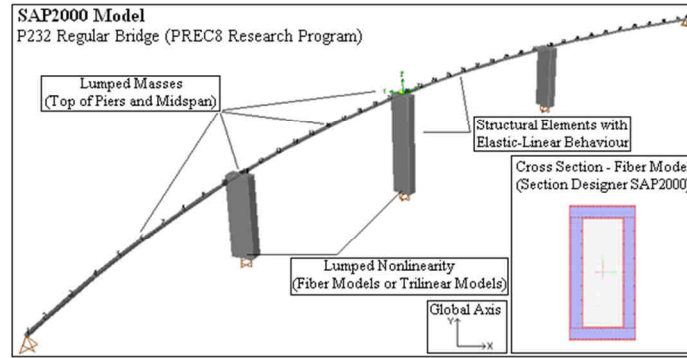 SAP2000 Model
P232 Regular Bridge (PREC8 Research Program)
Lumped Masses
(Top of Piers and Midspan)
Structural Elements with
Elastic-Linear Behaviour
Cross Section - Fiber Model
(Section Designer SAP2000)
Lumped Nonlinearity
(Fiber Models or Trilinear Models)
Global Axis
Y
X